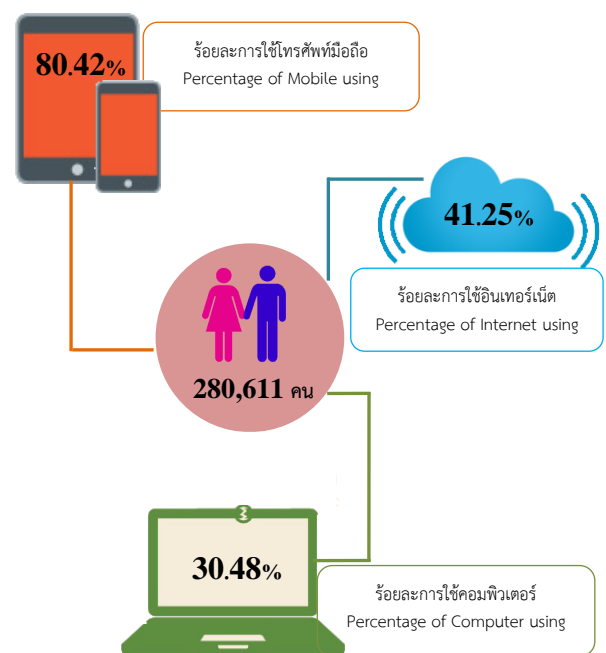 80.42%
ร้อยละการใช้โทรศัพท์มือถือ
Percentage of Mobile using
41.25%
ร้อยละการใช้อินเทอร์เน็ต
Percentage of Internet using
280,611 คน
30.48%
ร้อยละการใช้คอมพิวเตอร์
Percentage of Computer using